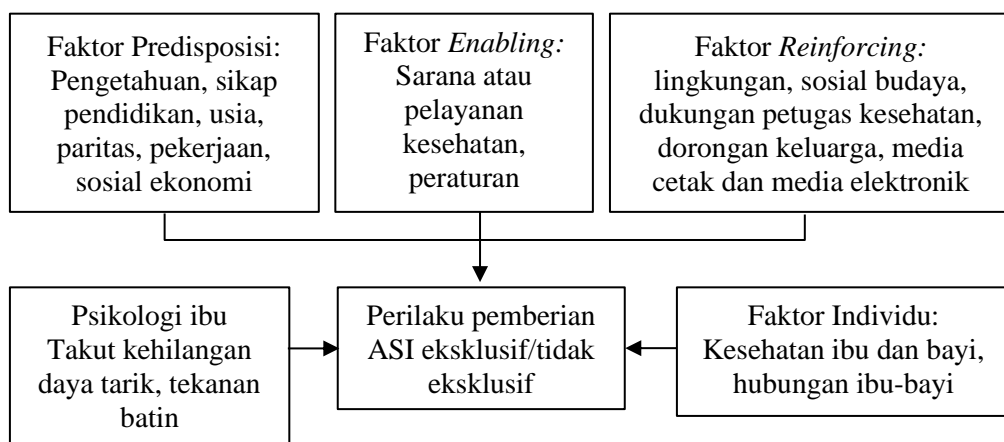 Faktor Predisposisi:
Pengetahuan, sikap
pendidikan, usia,
paritas, pekerjaan,
sosial ekonomi
Faktor Enabling:
Sarana atau
pelayanan
kesehatan,
peraturan
Faktor Reinforcing:
lingkungan, sosial budaya,
dukungan petugas kesehatan,
dorongan keluarga, media
cetak dan media elektronik
Psikologi ibu
Takut kehilangan
daya tarik, tekanan
batin
Perilaku pemberian
ASI eksklusif/tidak
eksklusif
Faktor Individu:
Kesehatan ibu dan bayi,
hubungan ibu-bayi